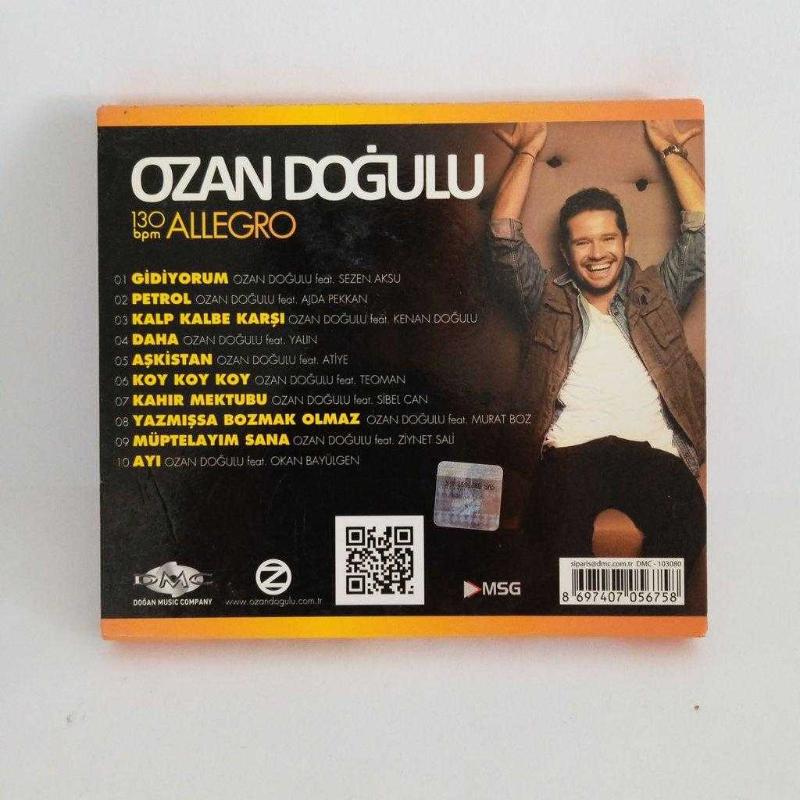 OZAN DOĞULU
130 bpm ALLEGRO
01 GİDİYORUM OZAN DOĞULU feat. SEZEN AKSU
02 PETROL OZAN DOĞULU feat. AJDA PEKKAN
03 KALP KALBE KARŞI OZAN DOĞULU feat. KENAN DOĞULU
04 DAHA OZAN DOĞULU feat. YALIN
05 AŞKİSTAN OZAN DOĞULU feat. ATİYE
06 KOY KOY KOY OZAN DOĞULU feat. TEOMAN
07 KAHIR MEKTUBU OZAN DOĞULU feat. SİBEL CAN
08 YAZMIŞSA BOZMAK OLMAZ OZAN DOĞULU feat. MURAT BOZ
09 MÜPTELAYIM SANA OZAN DOĞULU feat. ZİYNET SALİ
10 AYI OZAN DOĞULU feat. OKAN BAYÜLGEN
DMC
DOĞAN MUSIC COMPANY
Z
www.ozandogulu.com.tr
MSG
siparis@dmc.com.tr DMC - 103080
8 697407 056758